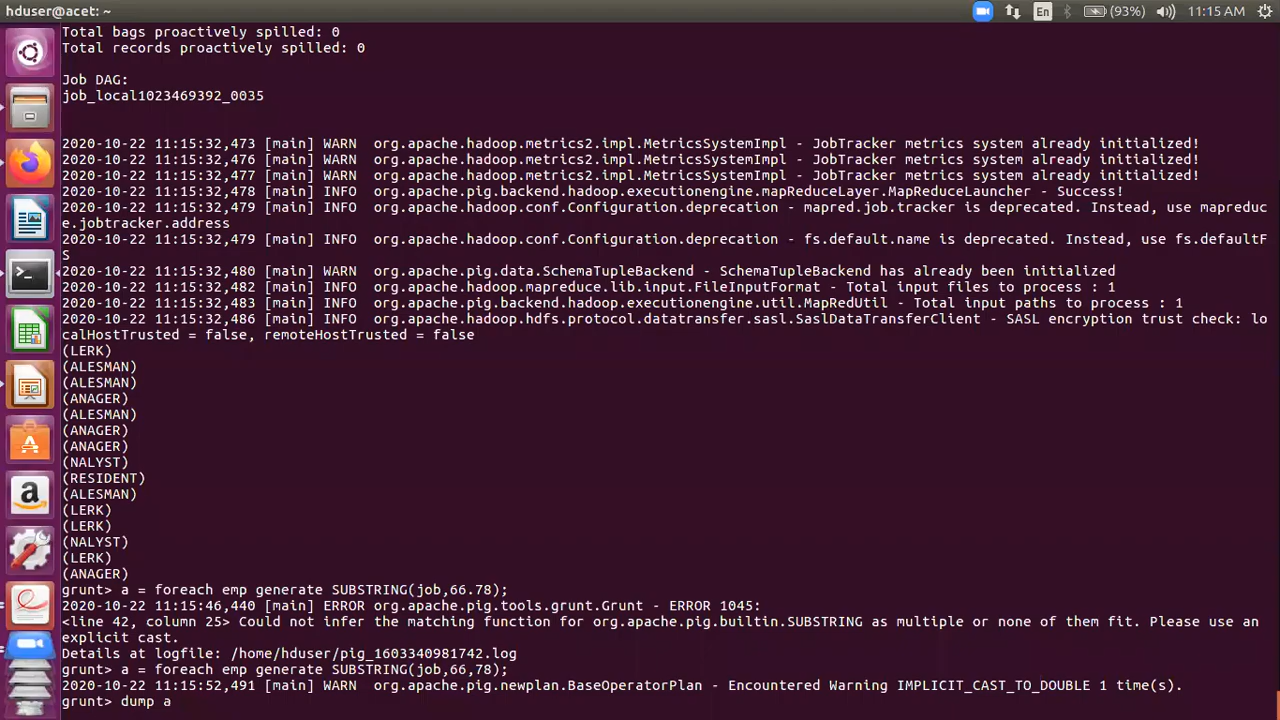 hduser@acet: ~
En
(93%)
11:15 AM
Total bags proactively spilled: 0
Total records proactively spilled: 0
Job DAG:
job_local1023469392_0035
2020-10-22 11:15:32,473 [main] WARN  org.apache.hadoop.metrics2.impl.MetricsSystemImpl - JobTracker metrics system already initialized!
2020-10-22 11:15:32,476 [main] WARN  org.apache.hadoop.metrics2.impl.MetricsSystemImpl - JobTracker metrics system already initialized!
2020-10-22 11:15:32,477 [main] WARN  org.apache.hadoop.metrics2.impl.MetricsSystemImpl - JobTracker metrics system already initialized!
2020-10-22 11:15:32,478 [main] INFO  org.apache.pig.backend.hadoop.executionengine.mapReduceLayer.MapReduceLauncher - Success!
2020-10-22 11:15:32,479 [main] INFO  org.apache.hadoop.conf.Configuration.deprecation - mapred.job.tracker is deprecated. Instead, use mapreduc
e.jobtracker.address
2020-10-22 11:15:32,479 [main] INFO  org.apache.hadoop.conf.Configuration.deprecation - fs.default.name is deprecated. Instead, use fs.defaultF
S
2020-10-22 11:15:32,480 [main] WARN  org.apache.pig.data.SchemaTupleBackend - SchemaTupleBackend has already been initialized
2020-10-22 11:15:32,482 [main] INFO  org.apache.hadoop.mapreduce.lib.input.FileInputFormat - Total input files to process : 1
2020-10-22 11:15:32,483 [main] INFO  org.apache.pig.backend.hadoop.executionengine.util.MapRedUtil - Total input paths to process : 1
2020-10-22 11:15:32,486 [main] INFO  org.apache.hadoop.hdfs.protocol.datatransfer.sasl.SaslDataTransferClient - SASL encryption trust check: lo
calHostTrusted = false, remoteHostTrusted = false
(LERK)
(ALESMAN)
(ALESMAN)
(ANAGER)
(ALESMAN)
(ANAGER)
(ANAGER)
(NALYST)
(RESIDENT)
(ALESMAN)
(LERK)
(LERK)
(NALYST)
(LERK)
(ANAGER)
grunt> a = foreach emp generate SUBSTRING(job,66.78);
2020-10-22 11:15:46,440 [main] ERROR org.apache.pig.tools.grunt.Grunt - ERROR 1045:
<line 42, column 25> Could not infer the matching function for org.apache.pig.builtin.SUBSTRING as multiple or none of them fit. Please use an
explicit cast.
Details at logfile: /home/hduser/pig_1603340981742.log
grunt> a = foreach emp generate SUBSTRING(job,66,78);
2020-10-22 11:15:52,491 [main] WARN  org.apache.pig.newplan.BaseOperatorPlan - Encountered Warning IMPLICIT_CAST_TO_DOUBLE 1 time(s).
grunt> dump a